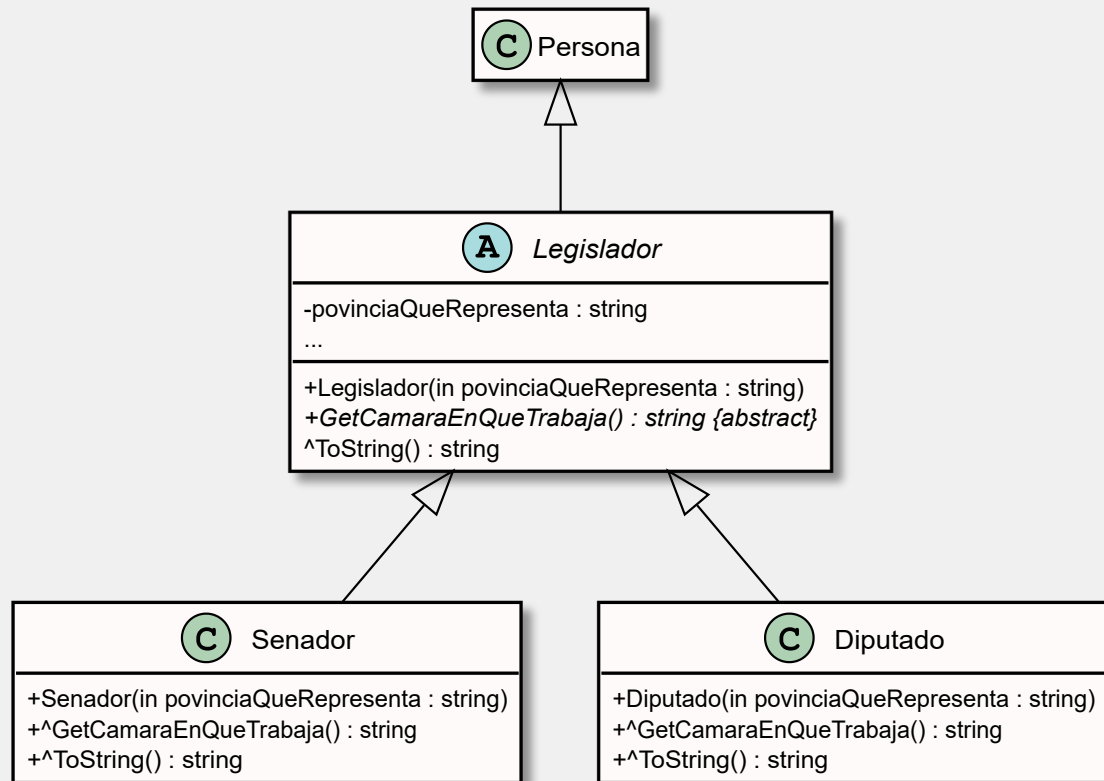 C Persona
A Legislador
-povinciaQueRepresenta : string
...
+Legislador(in povinciaQueRepresenta : string)
+GetCamaraEnQueTrabaja() : string {abstract}
^ToString() : string
C Senador
+Senador(in povinciaQueRepresenta : string)
+^GetCamaraEnQueTrabaja() : string
+^ToString() : string
C Diputado
+Diputado(in povinciaQueRepresenta : string)
+^GetCamaraEnQueTrabaja() : string
+^ToString() : string